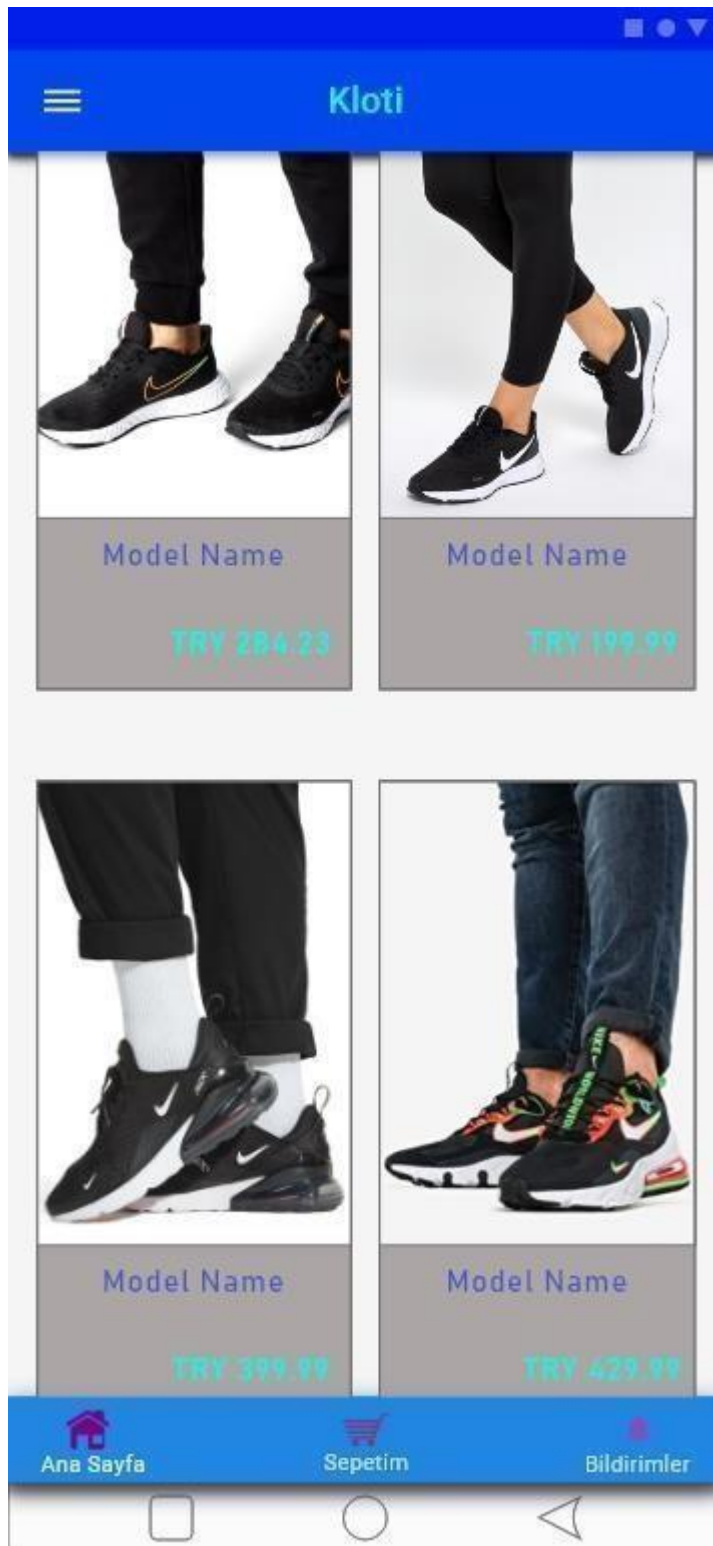 Kloti
Model Name
Model Name
TRY 284.23
TRY 199.99
NIKE
Model Name
Model Name
TRY 399.99
TRY 429.99
Ana Sayfa
Sepetim
Bildirimler